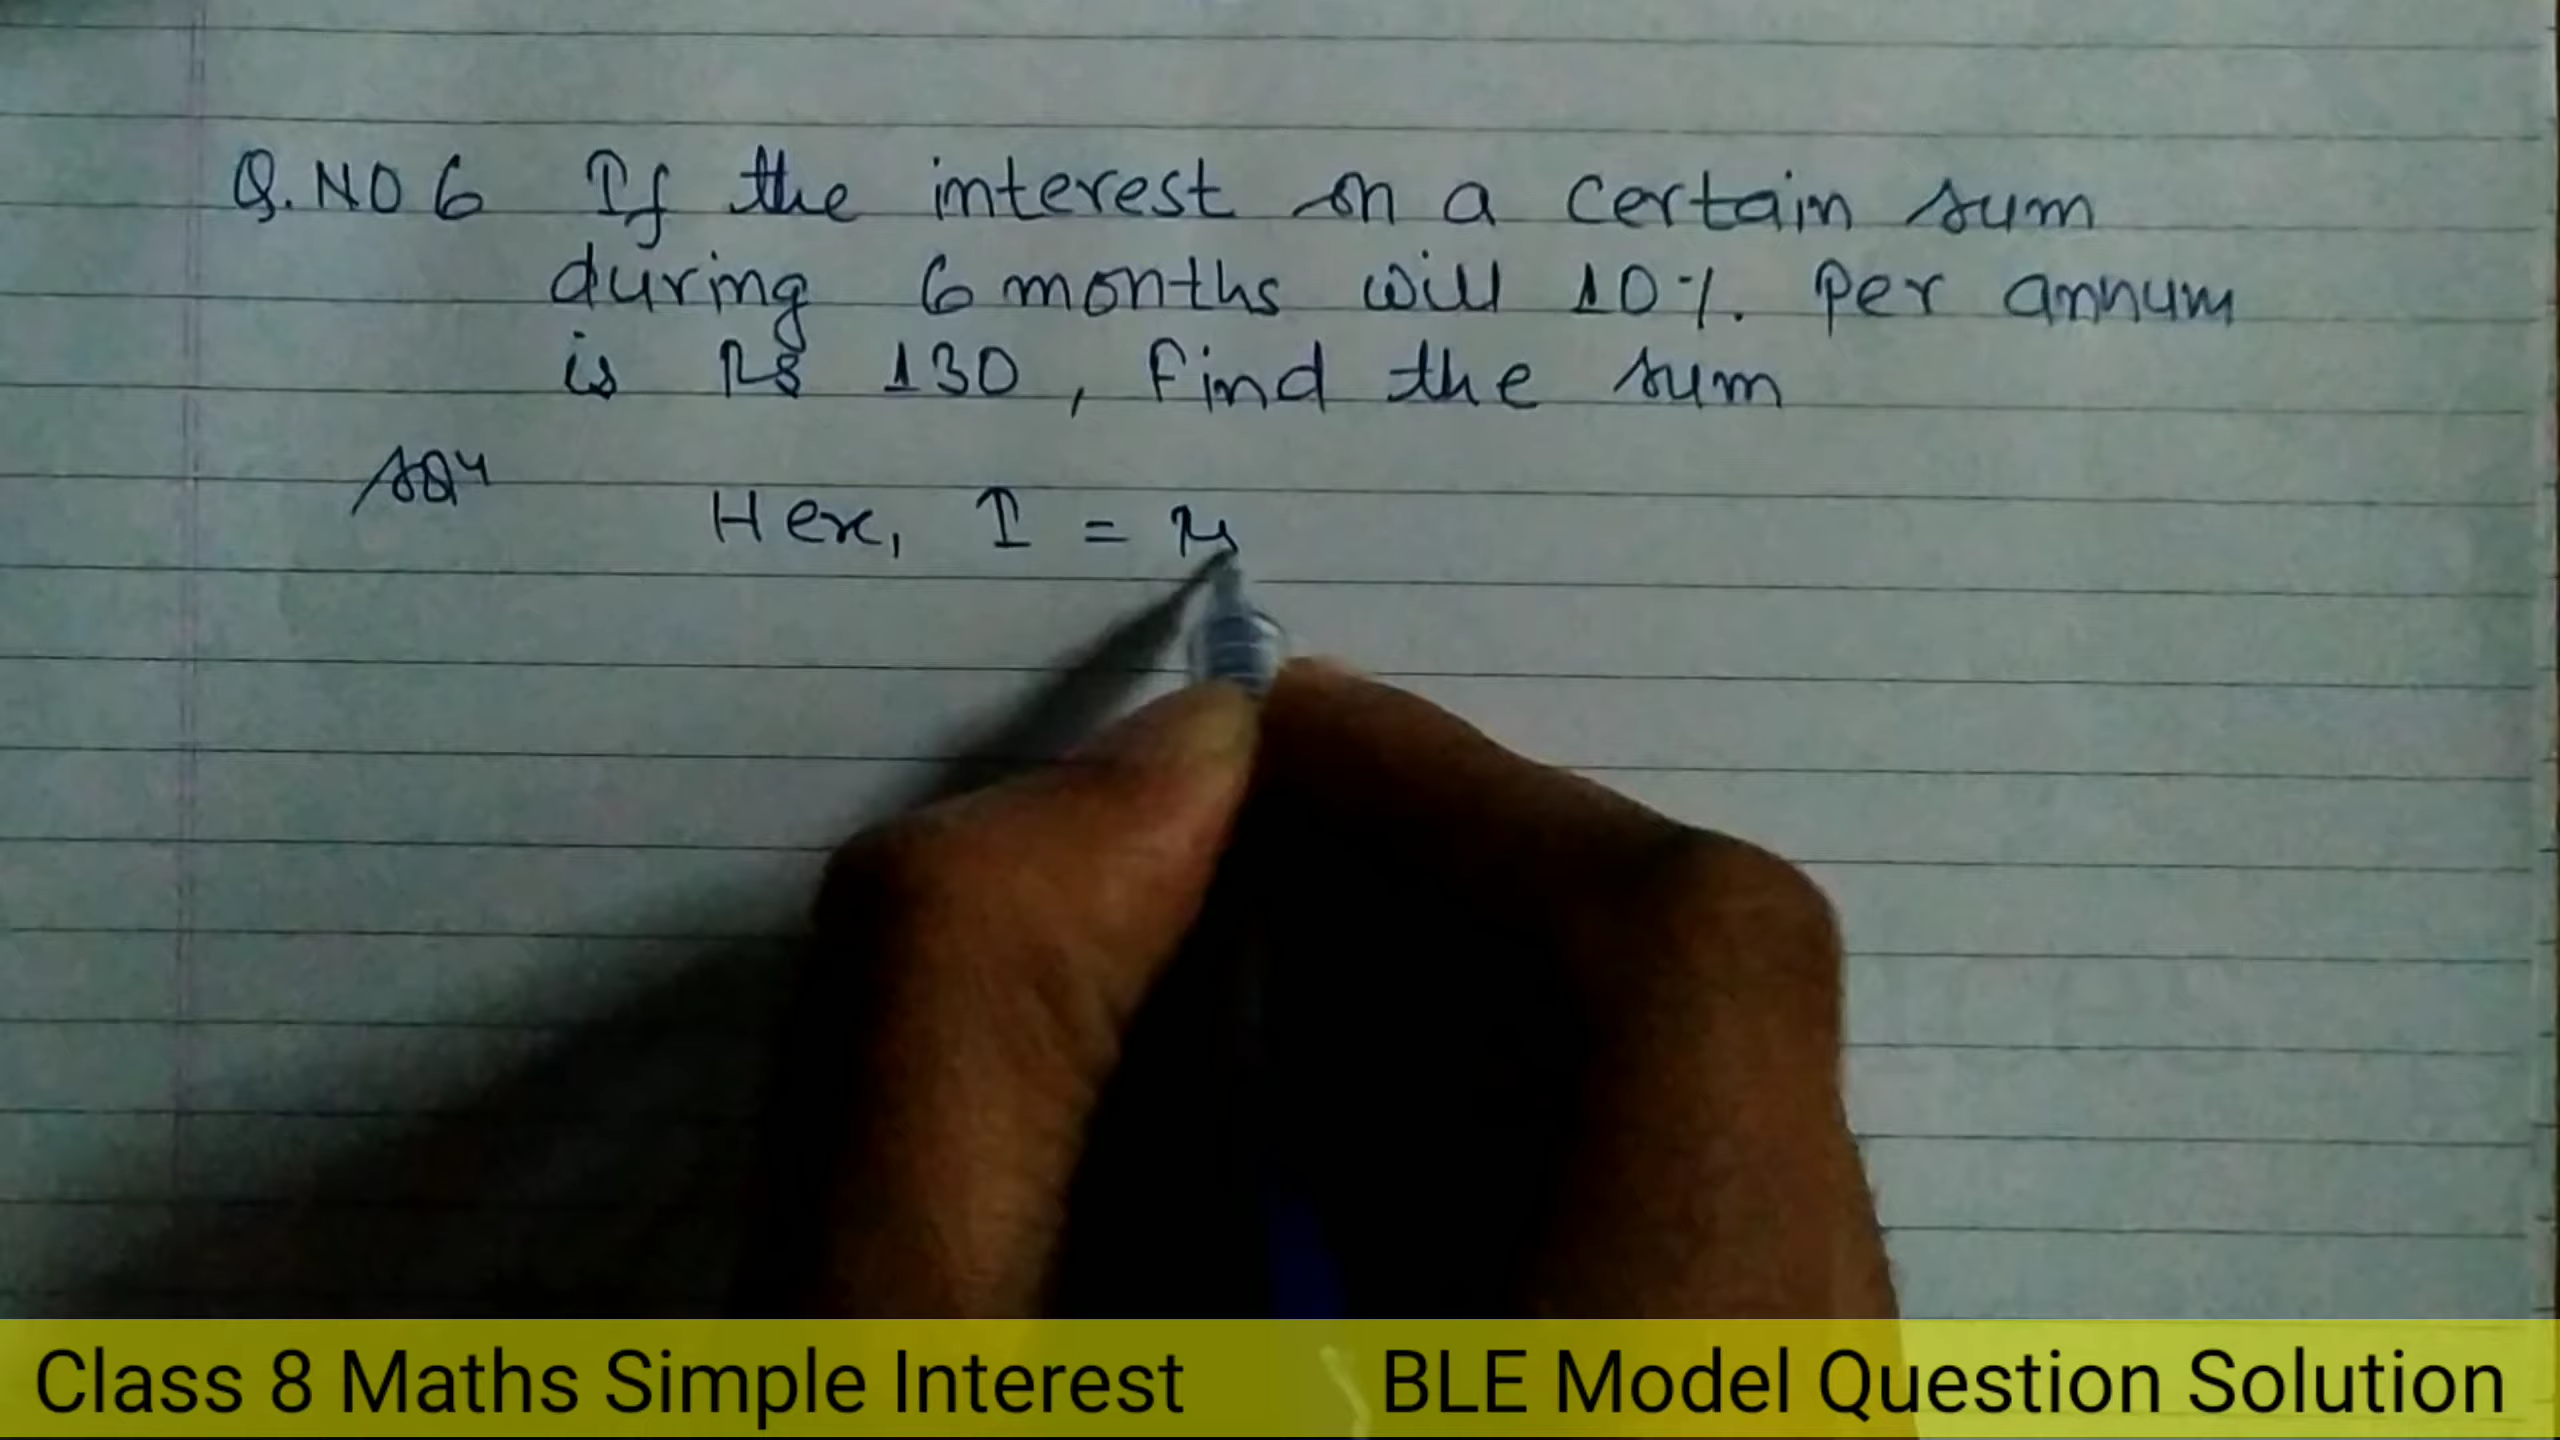 Q.NO 6 If the interest on a certain sum
during 6 months will 10%. Per annum
is Rs 130, Find the sum
Here, I = Rs
Class 8 Maths Simple Interest BLE Model Question Solution